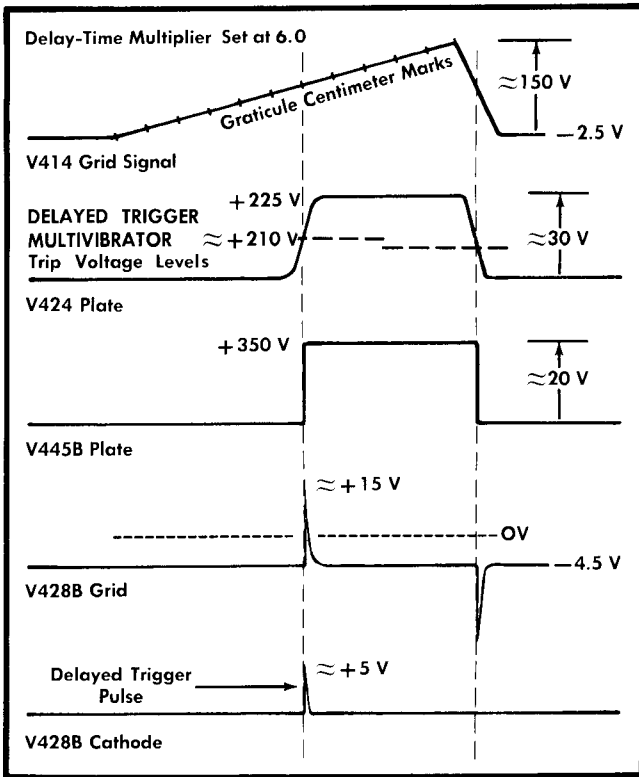 Delay-Time Multiplier Set at 6.0
Graticule Centimeter Marks
≈150 V
−2.5 V
V414 Grid Signal
+225 V
DELAYED TRIGGER
MULTIVIBRATOR ≈+210 V
Trip Voltage Levels
≈30 V
V424 Plate
+350 V
≈20 V
V445B Plate
≈+15 V
OV
−4.5 V
V428B Grid
≈+5 V
Delayed Trigger
Pulse
V428B Cathode